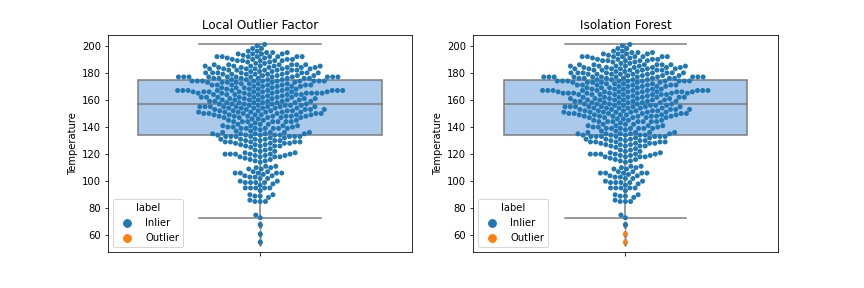 Local Outlier Factor
200
180
160
140
120
100
80
60
Temperature
label
Inlier
Outlier
Isolation Forest
200
180
160
140
120
100
80
60
Temperature
label
Inlier
Outlier